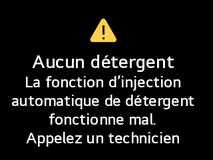 Aucun détergent
La fonction d’injection
automatique de détergent
fonctionne mal.
Appelez un technicien